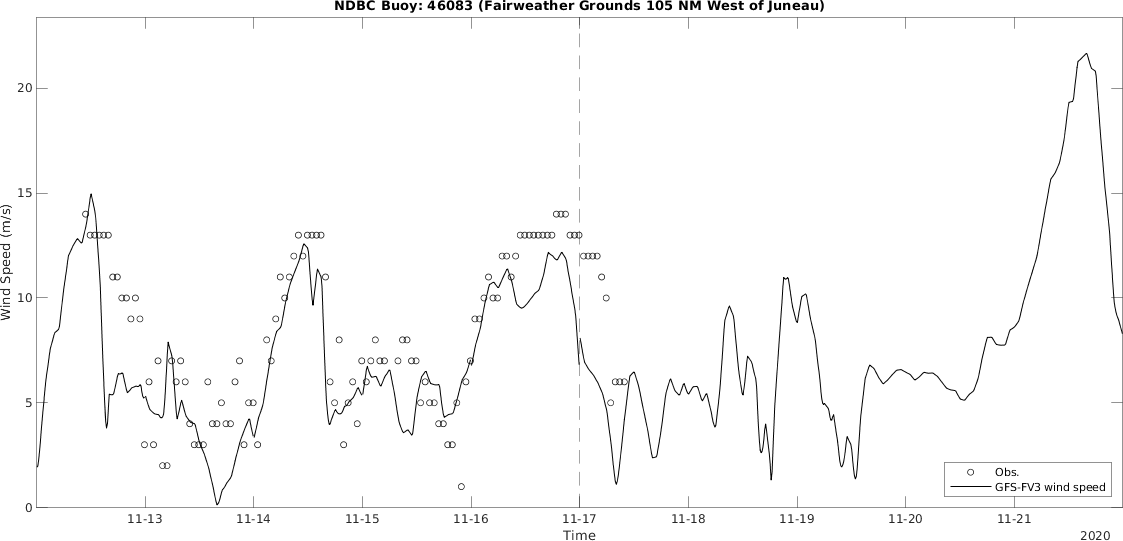 NDBC Buoy: 46083 (Fairweather Grounds 105 NM West of Juneau)
20
15
10
5
0
Wind Speed (m/s)
Obs.
GFS-FV3 wind speed
11-13 11-14 11-15 11-16 11-17 11-18 11-19 11-20 11-21
Time
2020